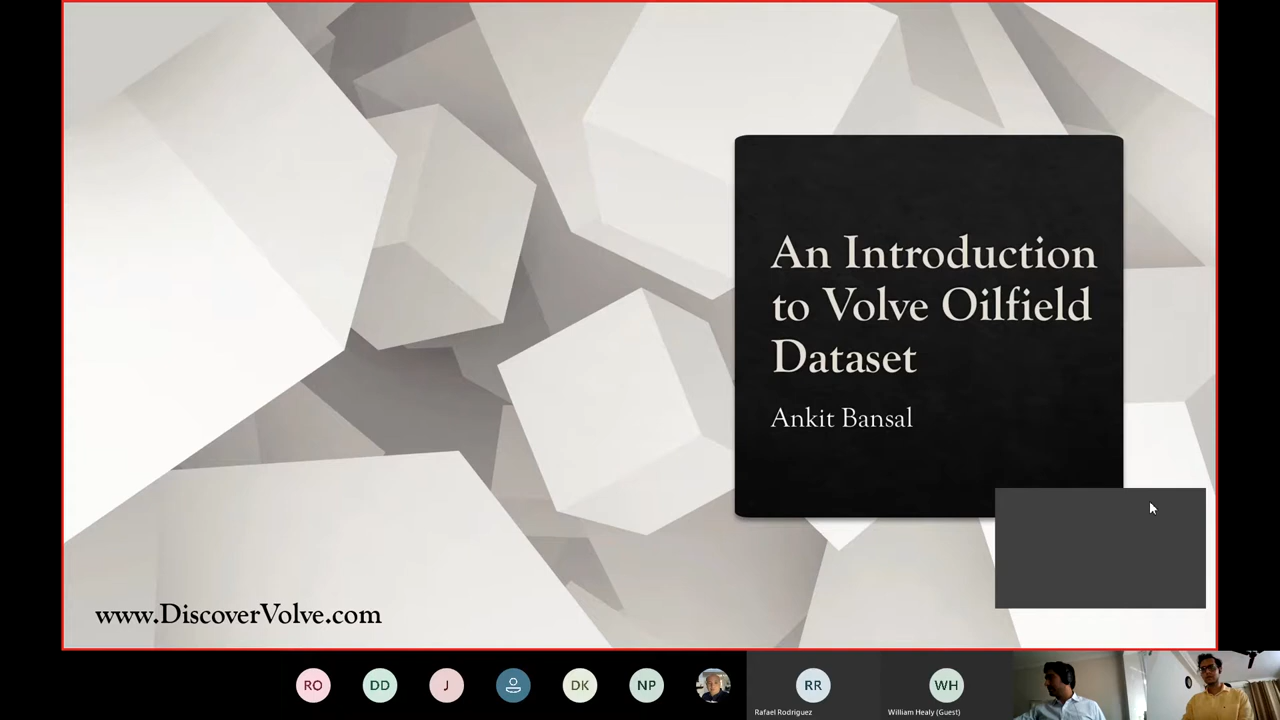 An Introduction
to Volve Oilfield
Dataset
Ankit Bansal
www.DiscoverVolve.com
RO
DD
J
DK
NP
RR
WH
Rafael Rodriguez
William Healy (Guest)